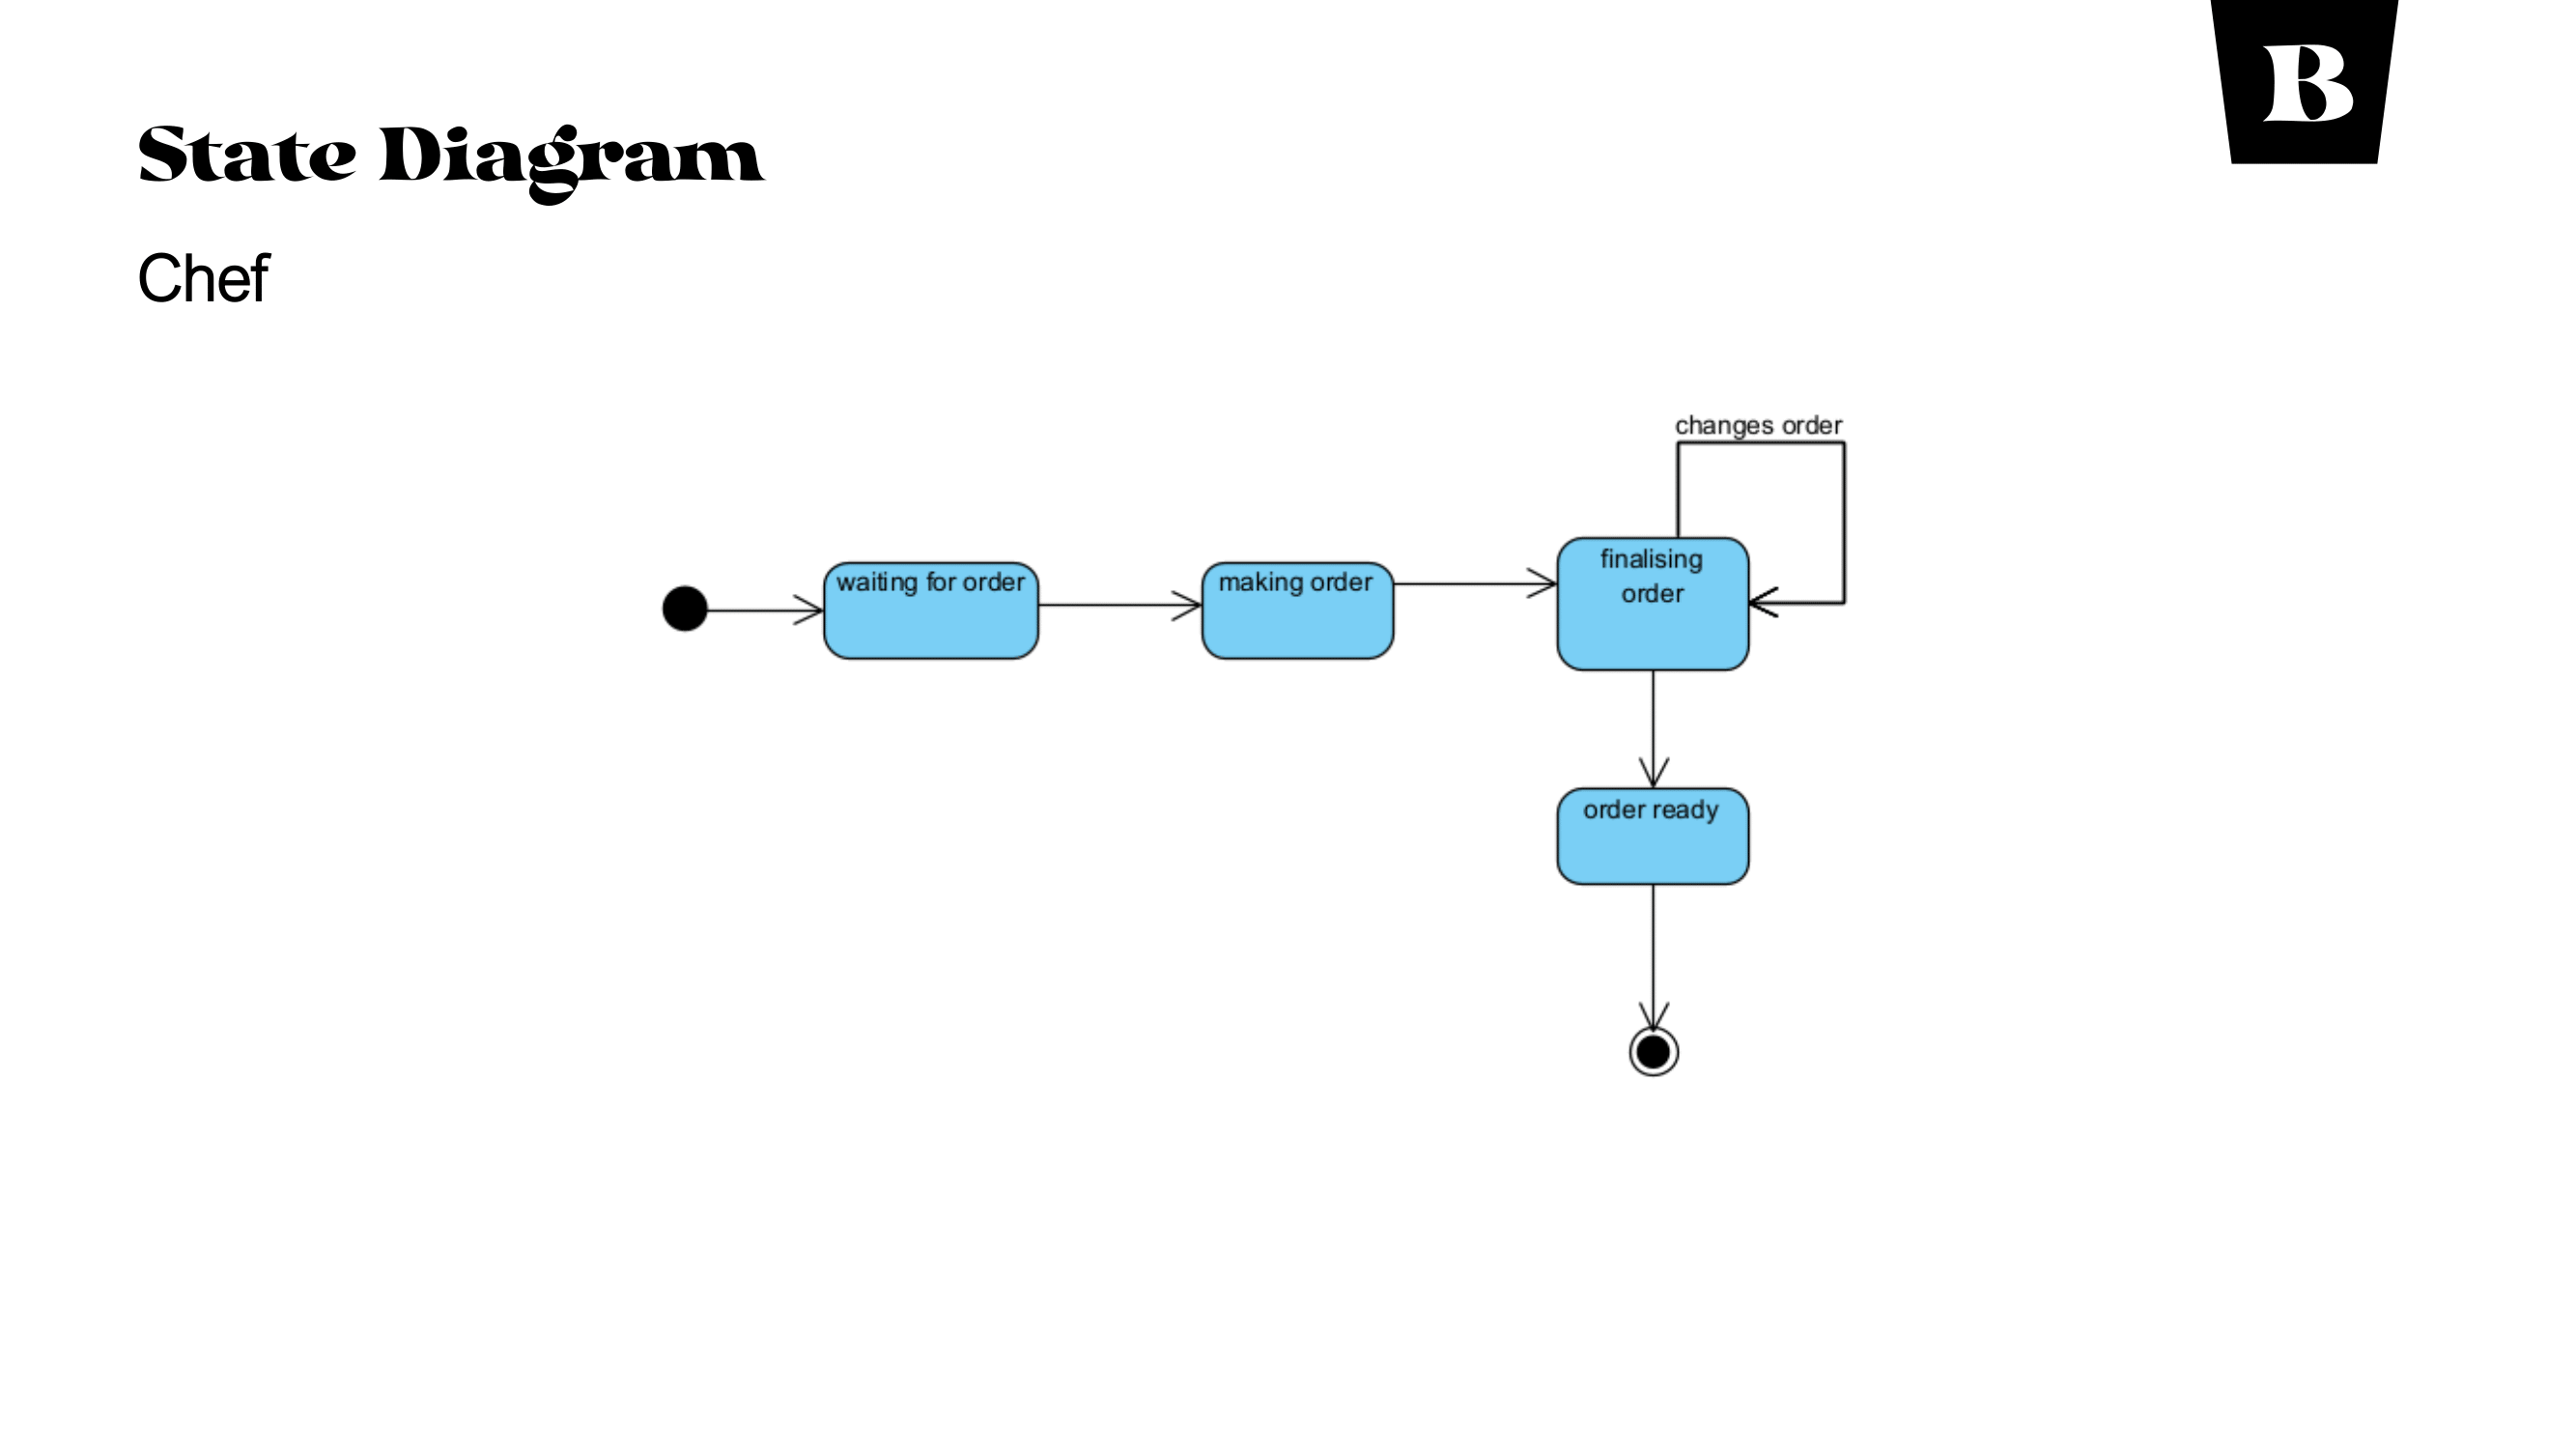 B
State Diagram
Chef
changes order
waiting for order
making order
finalising
order
order ready